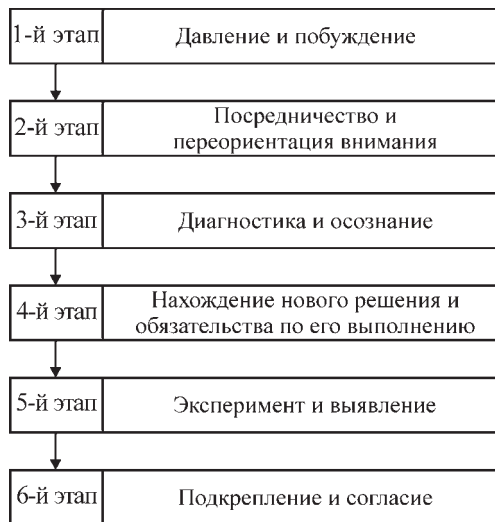 1-й этап
Давление и побуждение
2-й этап
Посредничество и
переориентация внимания
3-й этап
Диагностика и осознание
4-й этап
Нахождение нового решения и
обязательства по его выполнению
5-й этап
Эксперимент и выявление
6-й этап
Подкрепление и согласие